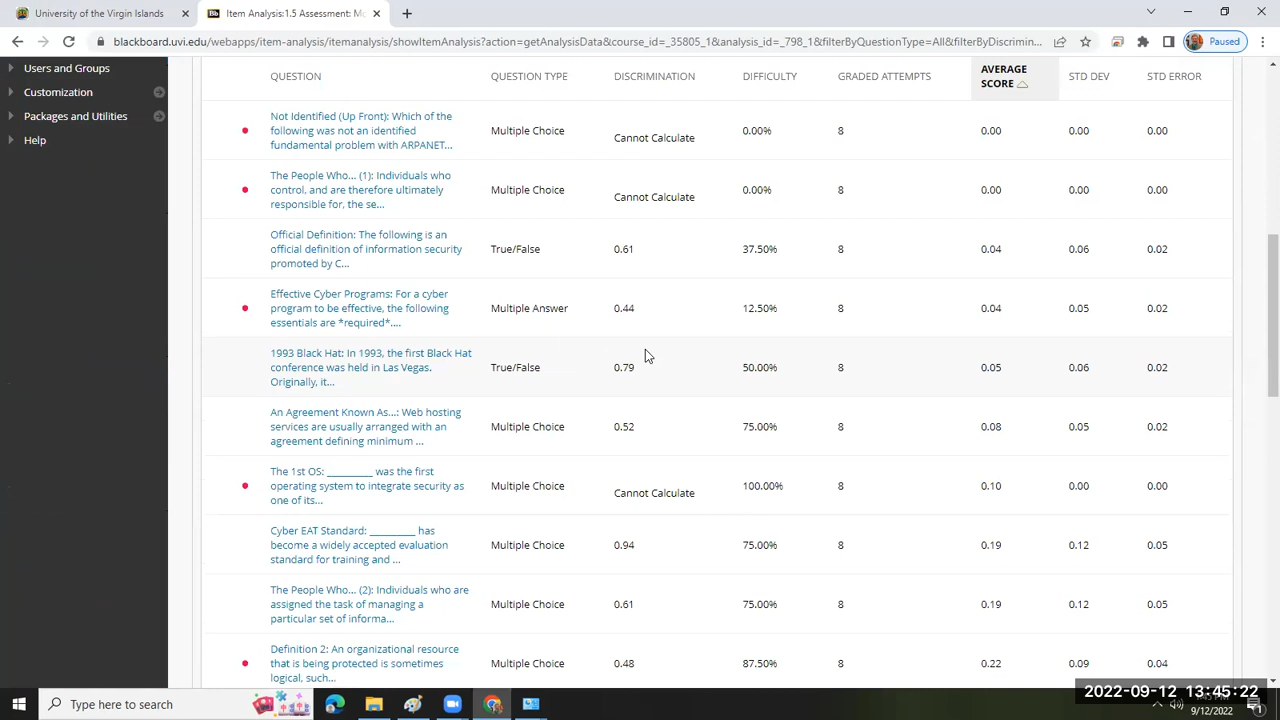 University of the Virgin Islands
Item Analysis:1.5 Assessment: Mo
blackboard.uvi.edu/webapps/item-analysis/itemanalysis/showItemAnalysis?assessmentAnalysisData&course_id=_35805_1&analysis_id=_798_1&filterByQuestionType=All&filterByDiscrimin...
Paused
Users and Groups
Customization
Packages and Utilities
Help
QUESTION QUESTION TYPE DISCRIMINATION DIFFICULTY GRADED ATTEMPTS AVERAGE SCORE STD DEV STD ERROR
Not Identified (Up Front): Which of the
following was not an identified
fundamental problem with ARPANET...
Multiple Choice Cannot Calculate 0.00% 8 0.00 0.00 0.00
The People Who... (1): Individuals who
control, and are therefore ultimately
responsible for, the se...
Multiple Choice Cannot Calculate 0.00% 8 0.00 0.00 0.00
Official Definition: The following is an
official definition of information security
promoted by C...
True/False 0.61 37.50% 8 0.04 0.06 0.02
Effective Cyber Programs: For a cyber
program to be effective, the following
essentials are *required*....
Multiple Answer 0.44 12.50% 8 0.04 0.05 0.02
1993 Black Hat: In 1993, the first Black Hat
conference was held in Las Vegas.
Originally, it...
True/False 0.79 50.00% 8 0.05 0.06 0.02
An Agreement Known As...: Web hosting
services are usually arranged with an
agreement defining minimum ...
Multiple Choice 0.52 75.00% 8 0.08 0.05 0.02
The 1st OS: __________ was the first
operating system to integrate security as
one of its...
Multiple Choice Cannot Calculate 100.00% 8 0.10 0.00 0.00
Cyber EAT Standard: __________ has
become a widely accepted evaluation
standard for training and ...
Multiple Choice 0.94 75.00% 8 0.19 0.12 0.05
The People Who... (2): Individuals who are
assigned the task of managing a
particular set of informa...
Multiple Choice 0.61 75.00% 8 0.19 0.12 0.05
Definition 2: An organizational resource
that is being protected is sometimes
logical, such...
Multiple Choice 0.48 87.50% 8 0.22 0.09 0.04
Type here to search
2022-09-12 13:45:22
9/12/2022